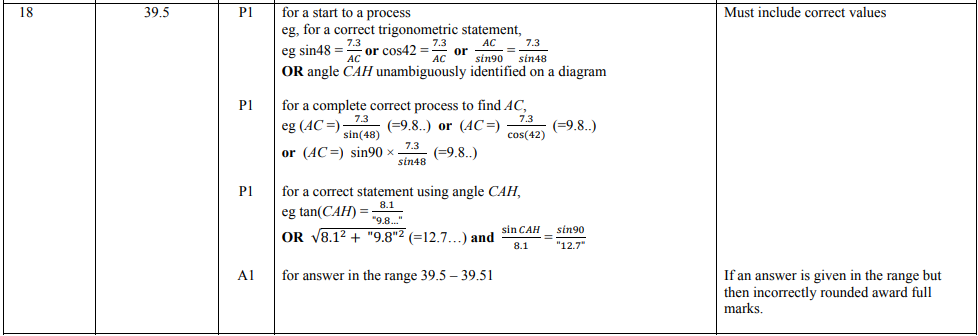 18 39.5 P1 for a start to a process Must include correct values
eg, for a correct trigonometric statement,
eg sin48 = 7.3/AC or cos42 = 7.3/AC or AC/sin90 = 7.3/sin48
OR angle CAH unambiguously identified on a diagram
P1 for a complete correct process to find AC,
eg (AC =) 7.3/sin(48) (=9.8..) or (AC =) 7.3/cos(42) (=9.8..)
or (AC =) sin90 × 7.3/sin48 (=9.8..)
P1 for a correct statement using angle CAH,
eg tan(CAH) = 8.1/"9.8..."
OR √8.1² + "9.8"² (=12.7…) and sin CAH/8.1 = sin90/"12.7"
A1 for answer in the range 39.5 – 39.51 If an answer is given in the range but
then incorrectly rounded award full
marks.